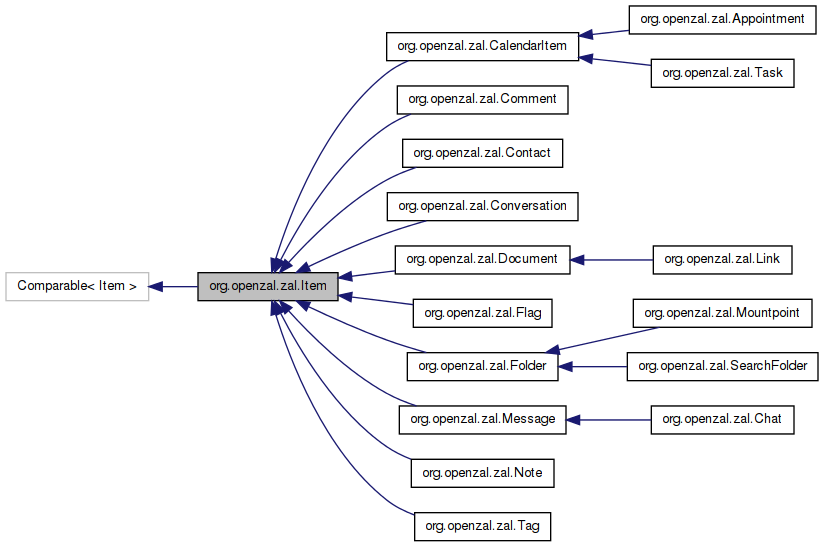 org.openzal.zal.Appointment
org.openzal.zal.CalendarItem
org.openzal.zal.Task
org.openzal.zal.Comment
org.openzal.zal.Contact
org.openzal.zal.Conversation
org.openzal.zal.Document
org.openzal.zal.Link
Comparable< Item >
org.openzal.zal.Item
org.openzal.zal.Flag
org.openzal.zal.Mountpoint
org.openzal.zal.Folder
org.openzal.zal.SearchFolder
org.openzal.zal.Message
org.openzal.zal.Chat
org.openzal.zal.Note
org.openzal.zal.Tag